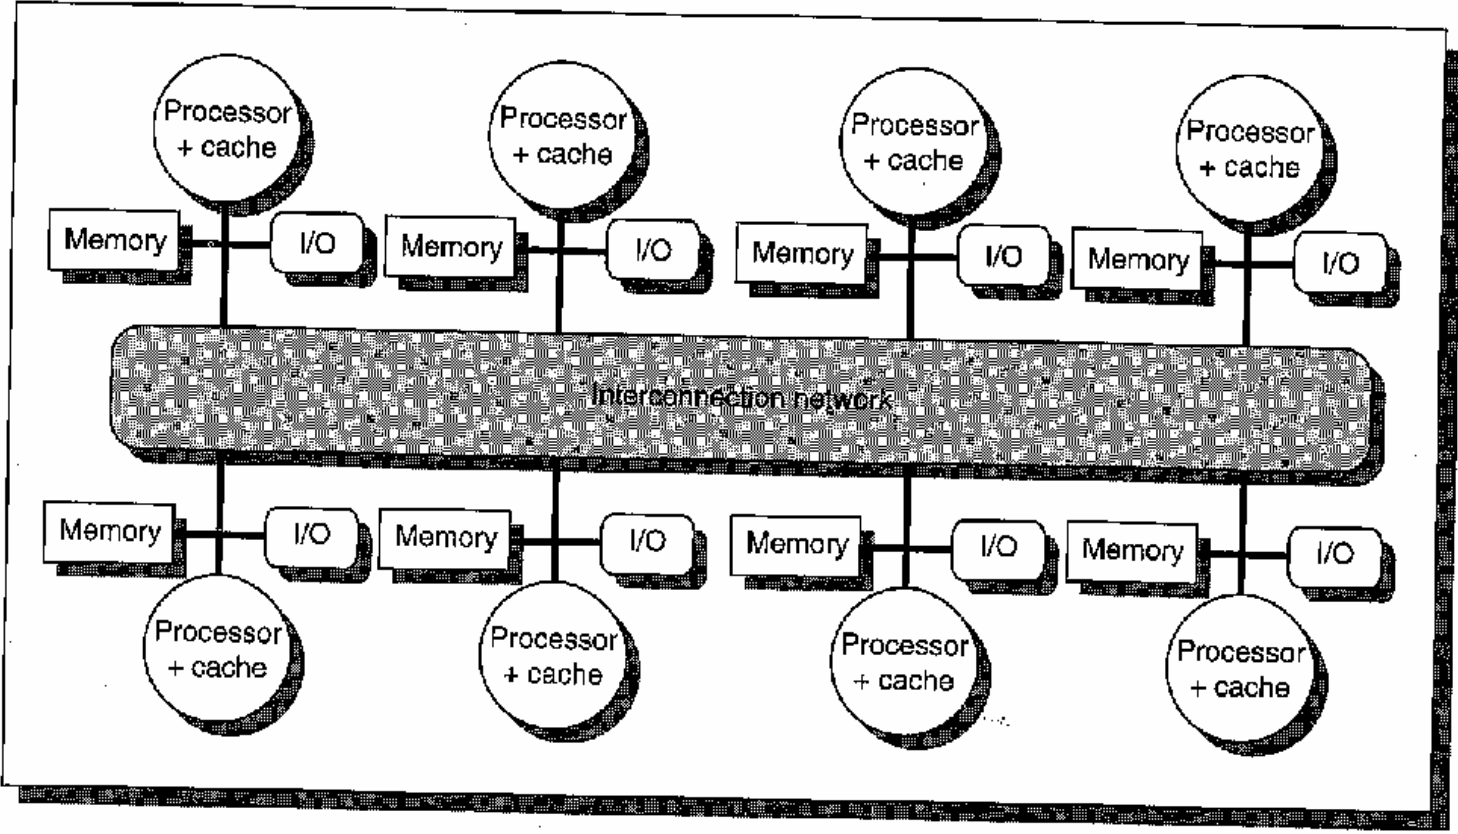 Processor
+ cache
Processor
+ cache
Processor
+ cache
Processor
+ cache
Memory
I/O
Memory
I/O
Memory
I/O
Memory
I/O
Interconnection network
Memory
I/O
Memory
I/O
Memory
I/O
Memory
I/O
Processor
+ cache
Processor
+ cache
Processor
+ cache
Processor
+ cache